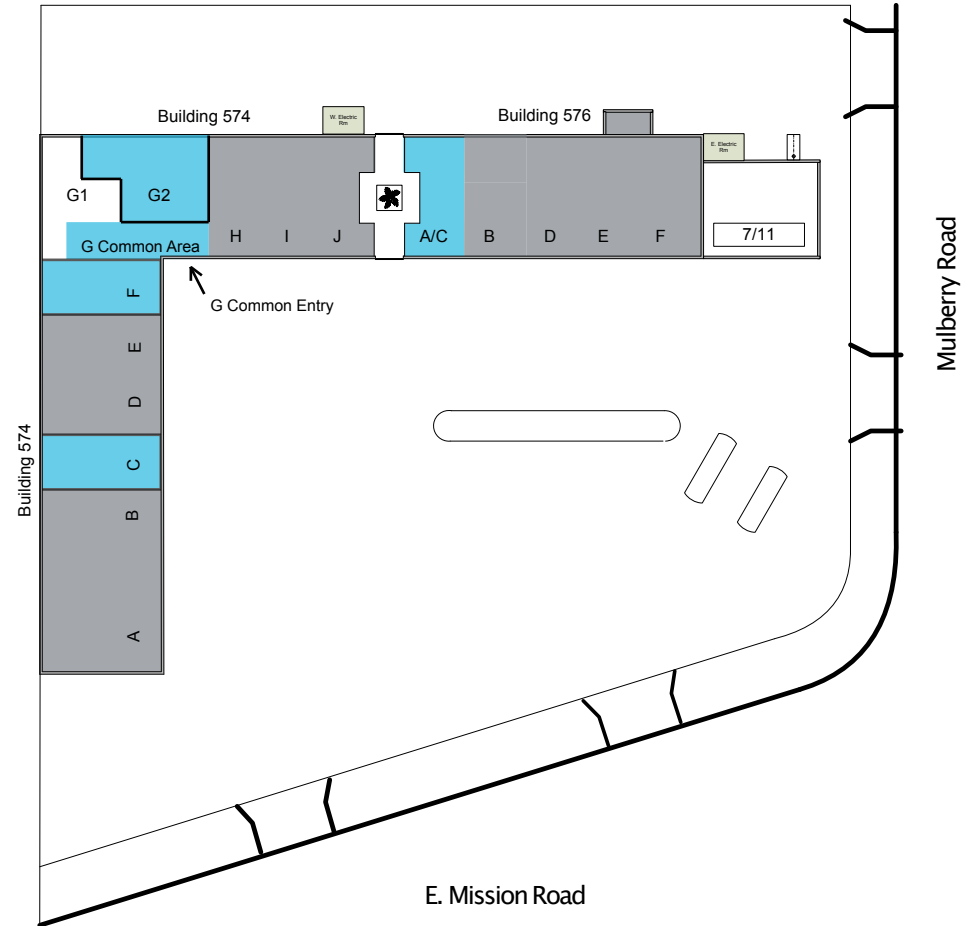 Building 574
W. Electric
Rm
Building 576
E. Electric
Rm
G1
G2
H
I
J
A/C
B
D
E
F
7/11
G Common Area
G Common Entry
F
E
D
C
B
A
Building 574
Mulberry Road
E. Mission Road